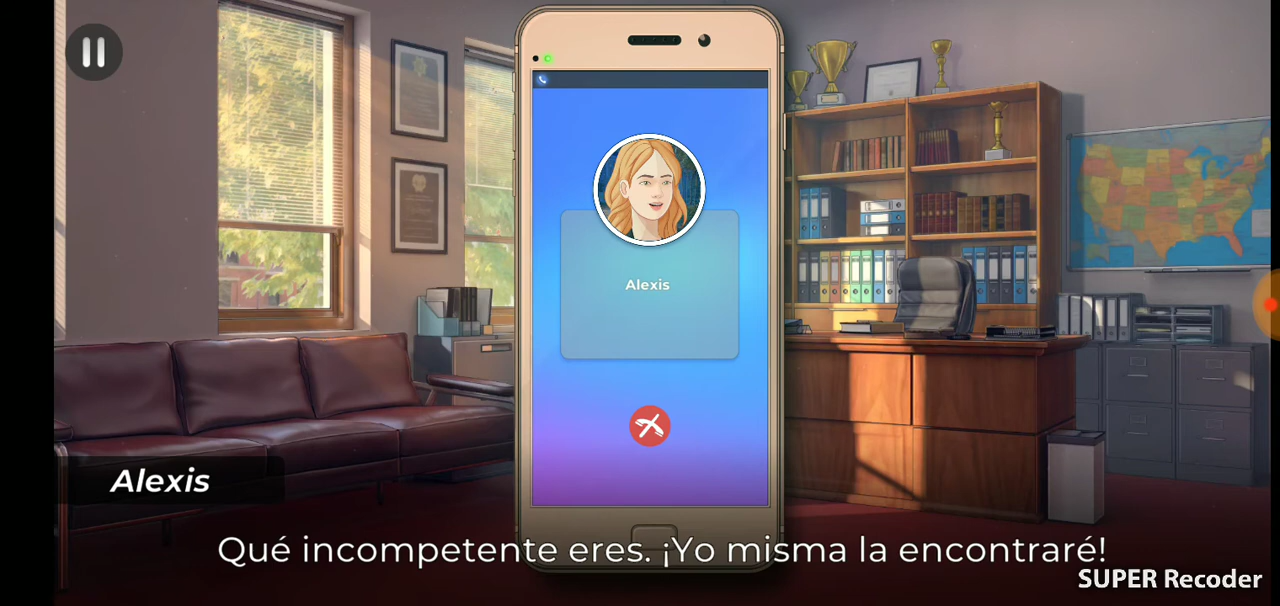 Alexis
Alexis
Qué incompetente eres. ¡Yo misma la encontraré!
SUPER Recoder